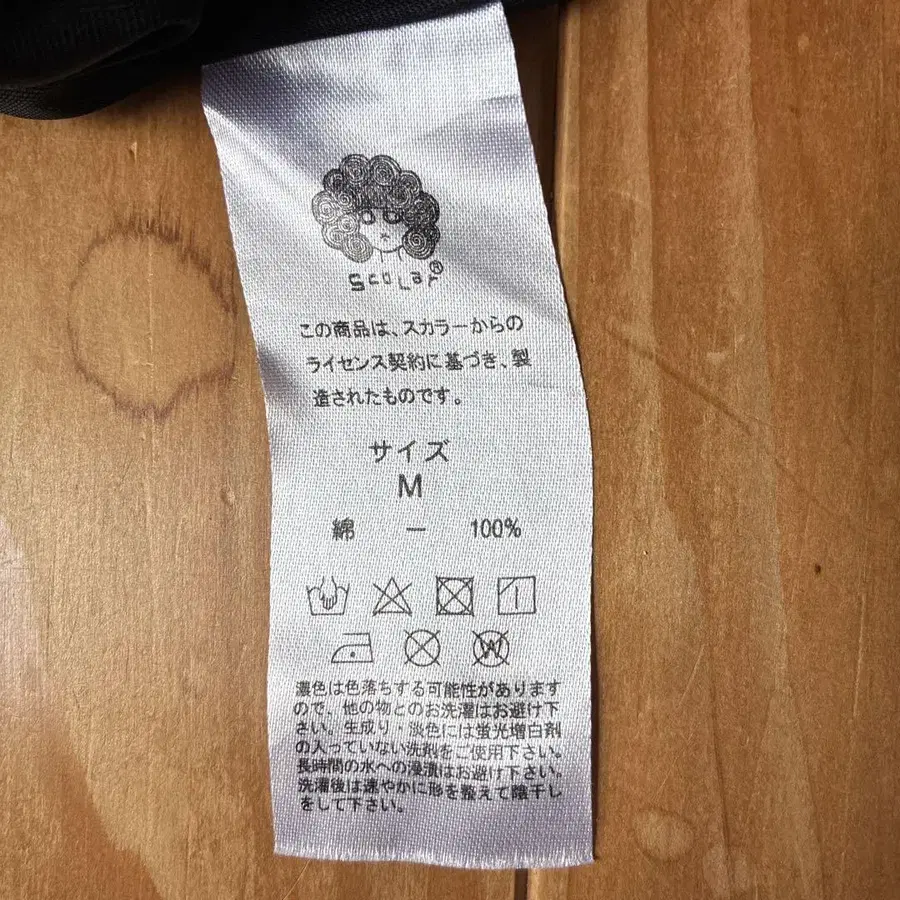 ScoLar®
この商品は、スカラーからの
ライセンス契約に基づき、製
造されたものです。
サイズ
M
綿 ー 100%
W
濃色は色落ちする可能性があります
ので、他の物とのお洗濯はお避け下
さい。生成り・淡色には蛍光増白剤
の入っていない洗剤をご使用下さい。
長時間の水への浸漬はお避け下さい。
洗濯後は速やかに形を整えて陰干し
をして下さい。